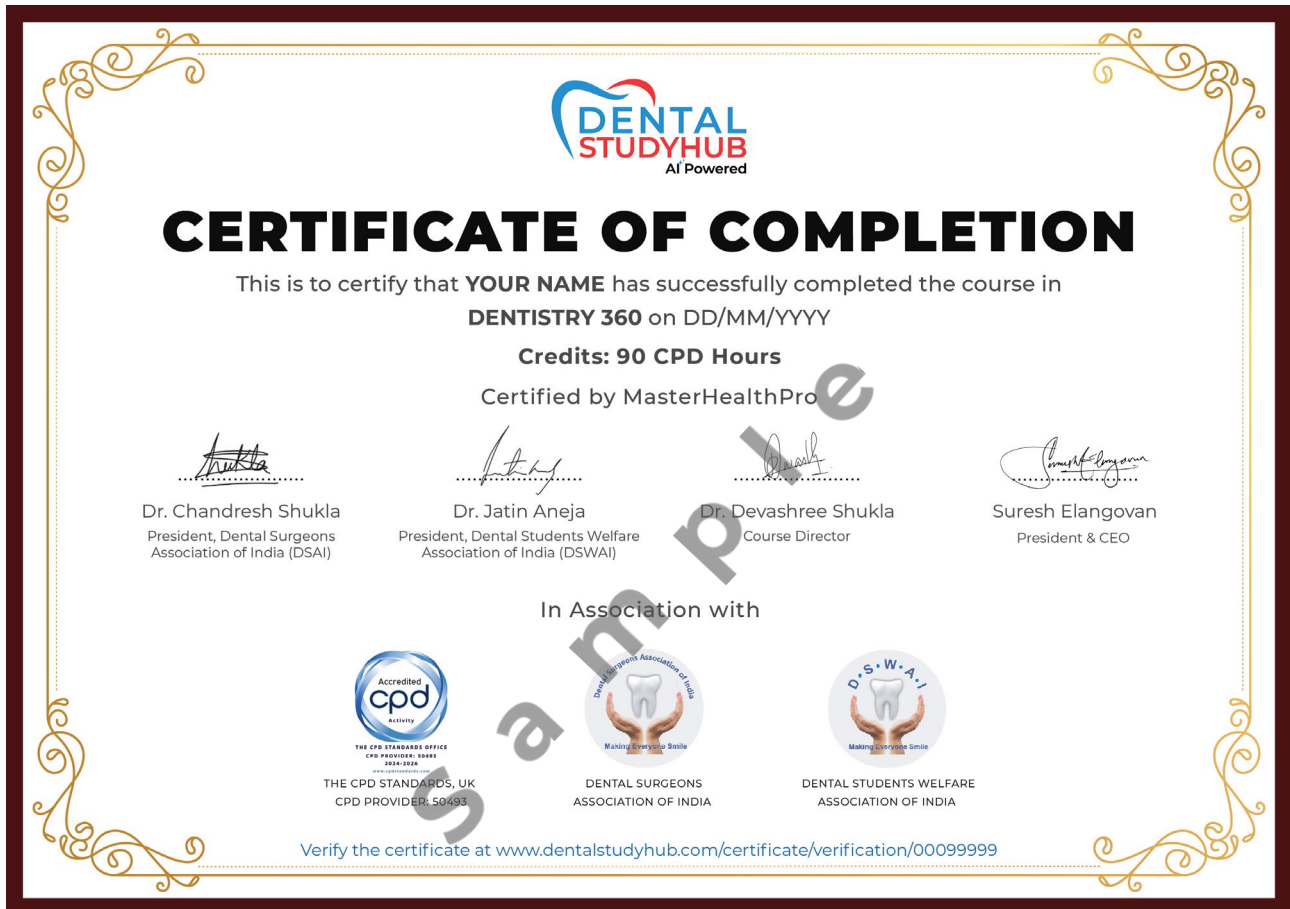 DENTAL
STUDYHUB
AI Powered
CERTIFICATE OF COMPLETION
This is to certify that YOUR NAME has successfully completed the course in
DENTISTRY 360 on DD/MM/YYYY
Credits: 90 CPD Hours
Certified by MasterHealthPro
Dr. Chandresh Shukla
President, Dental Surgeons
Association of India (DSAI)
Dr. Jatin Aneja
President, Dental Students Welfare
Association of India (DSWAI)
Dr. Devashree Shukla
Course Director
Suresh Elangovan
President & CEO
sample
In Association with
Accredited
cpd
Activity
THE CPD STANDARDS OFFICE
CPD PROVIDER: 50493
2024-2026
www.cpdstandards.com
THE CPD STANDARDS, UK
CPD PROVIDER: 50493
Dental Surgeons Association of India
Making Everyone Smile
DENTAL SURGEONS
ASSOCIATION OF INDIA
D.S.W.A.I
Making Everyone Smile
DENTAL STUDENTS WELFARE
ASSOCIATION OF INDIA
Verify the certificate at www.dentalstudyhub.com/certificate/verification/00099999